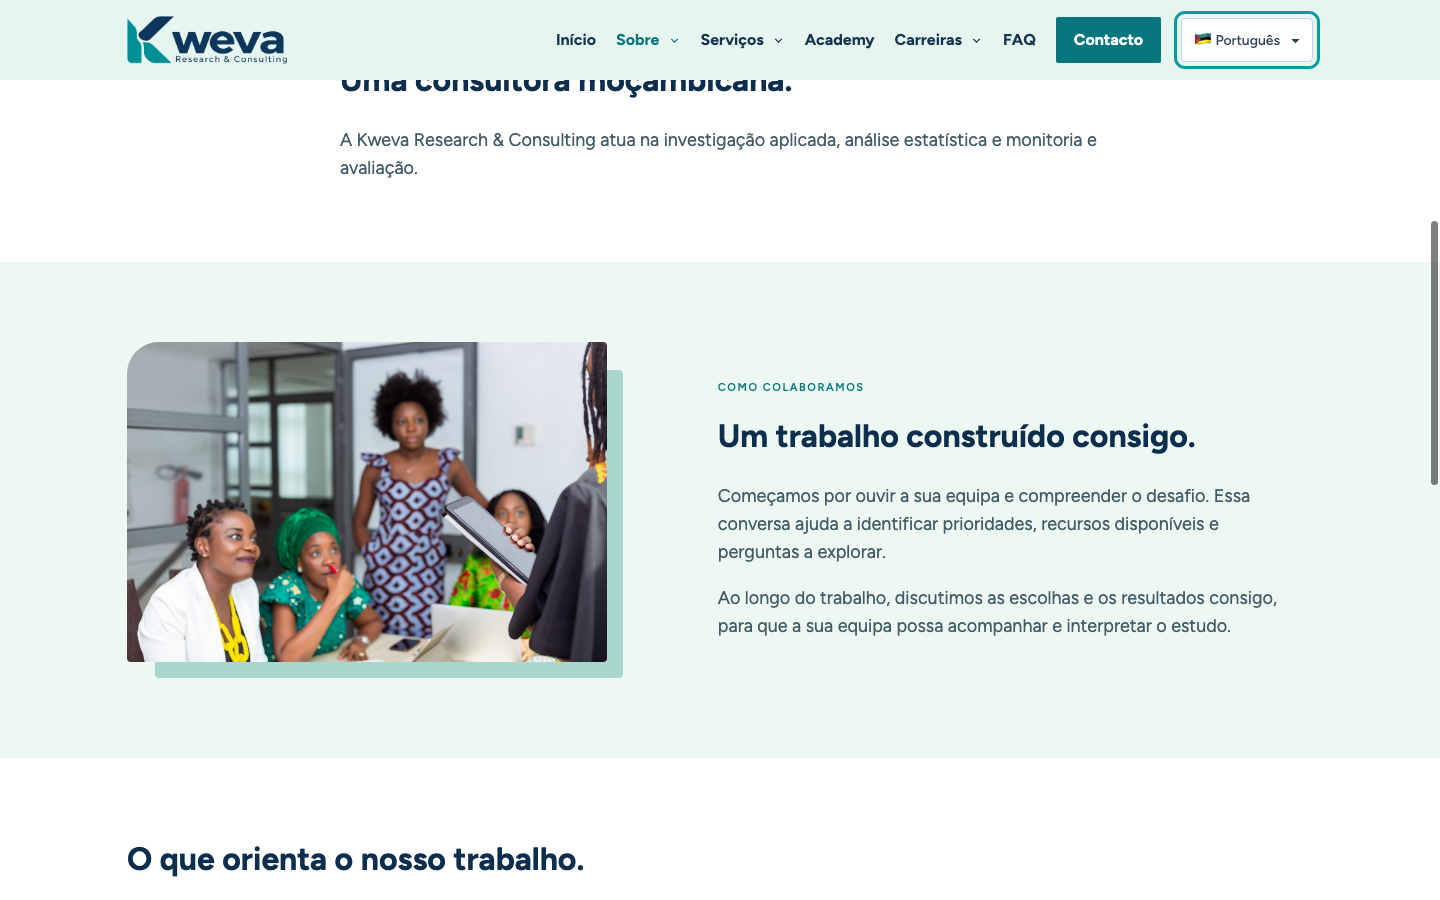 Kweva
Research & Consulting
Início Sobre Serviços Academy Carreiras FAQ Contacto Português
Uma consultora moçambicana.
A Kweva Research & Consulting atua na investigação aplicada, análise estatística e monitoria e
avaliação.
COMO COLABORAMOS
Um trabalho construído consigo.
Começamos por ouvir a sua equipa e compreender o desafio. Essa
conversa ajuda a identificar prioridades, recursos disponíveis e
perguntas a explorar.
Ao longo do trabalho, discutimos as escolhas e os resultados consigo,
para que a sua equipa possa acompanhar e interpretar o estudo.
O que orienta o nosso trabalho.